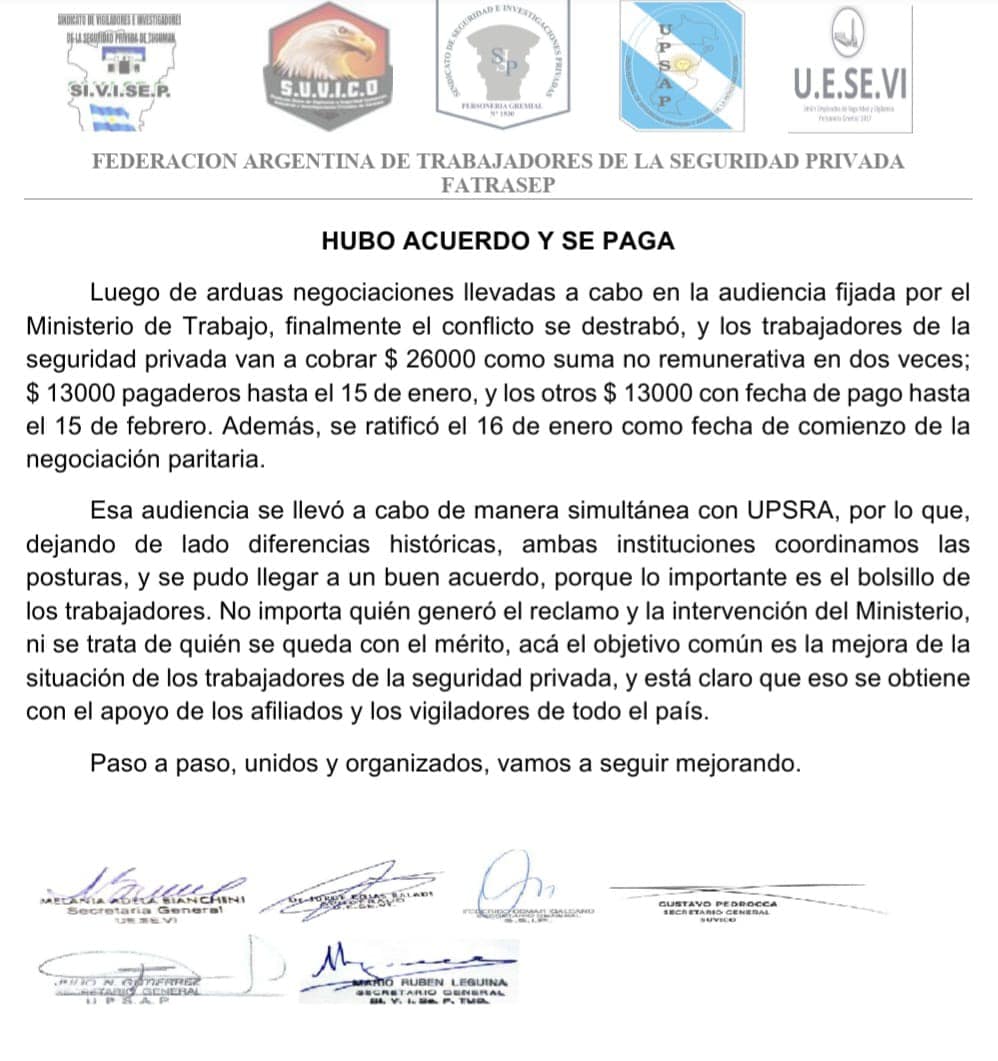 SINDICATO DE VIGILADORES E INVESTIGADORES
DE LA SEGURIDAD PRIVADA DE TUCUMAN
SI.V.I.SE.P.
S.U.V.I.C.O
SINDICATO DE SEGURIDAD E INVESTIGACIONES PRIVADAS
PERSONERIA GREMIAL
UPSAP
U.E.SE.VI
FEDERACION ARGENTINA DE TRABAJADORES DE LA SEGURIDAD PRIVADA
FATRASEP
HUBO ACUERDO Y SE PAGA
Luego de arduas negociaciones llevadas a cabo en la audiencia fijada por el
Ministerio de Trabajo, finalmente el conflicto se destrabó, y los trabajadores de la
seguridad privada van a cobrar $ 26000 como suma no remunerativa en dos veces;
$ 13000 pagaderos hasta el 15 de enero, y los otros $ 13000 con fecha de pago hasta
el 15 de febrero. Además, se ratificó el 16 de enero como fecha de comienzo de la
negociación paritaria.
Esa audiencia se llevó a cabo de manera simultánea con UPSRA, por lo que,
dejando de lado diferencias históricas, ambas instituciones coordinamos las
posturas, y se pudo llegar a un buen acuerdo, porque lo importante es el bolsillo de
los trabajadores. No importa quién generó el reclamo y la intervención del Ministerio,
ni se trata de quién se queda con el mérito, acá el objetivo común es la mejora de la
situación de los trabajadores de la seguridad privada, y está claro que eso se obtiene
con el apoyo de los afiliados y los vigiladores de todo el país.
Paso a paso, unidos y organizados, vamos a seguir mejorando.
MELANIA ADELA BIANCHINI
Secretaria General
UESEVI
GUSTAVO PEDROCCA
SECRETARIO GENERAL
SUVICO
N. GUTIERREZ
SECRETARIO GENERAL
U P S A P
MARIO RUBEN LEGUINA
SECRETARIO GENERAL
SI. V. I. Se. P. TUC.